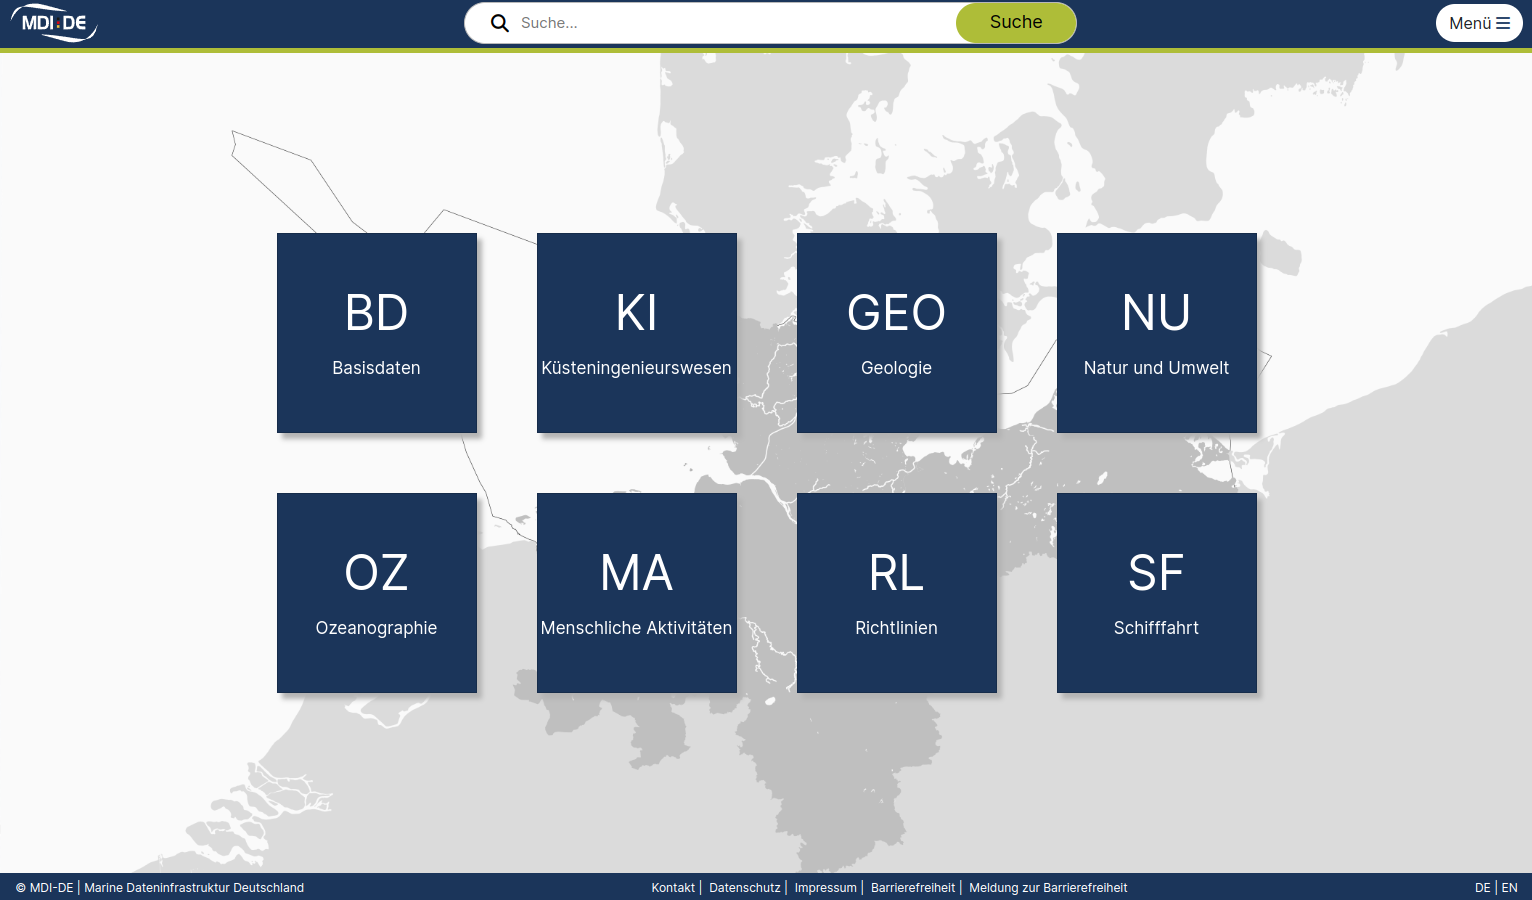 MDI:DE
Suche...
Suche
Menü
BD
Basisdaten
KI
Küsteningenieurswesen
GEO
Geologie
NU
Natur und Umwelt
OZ
Ozeanographie
MA
Menschliche Aktivitäten
RL
Richtlinien
SF
Schifffahrt
© MDI-DE | Marine Dateninfrastruktur Deutschland
Kontakt | Datenschutz | Impressum | Barrierefreiheit | Meldung zur Barrierefreiheit
DE | EN